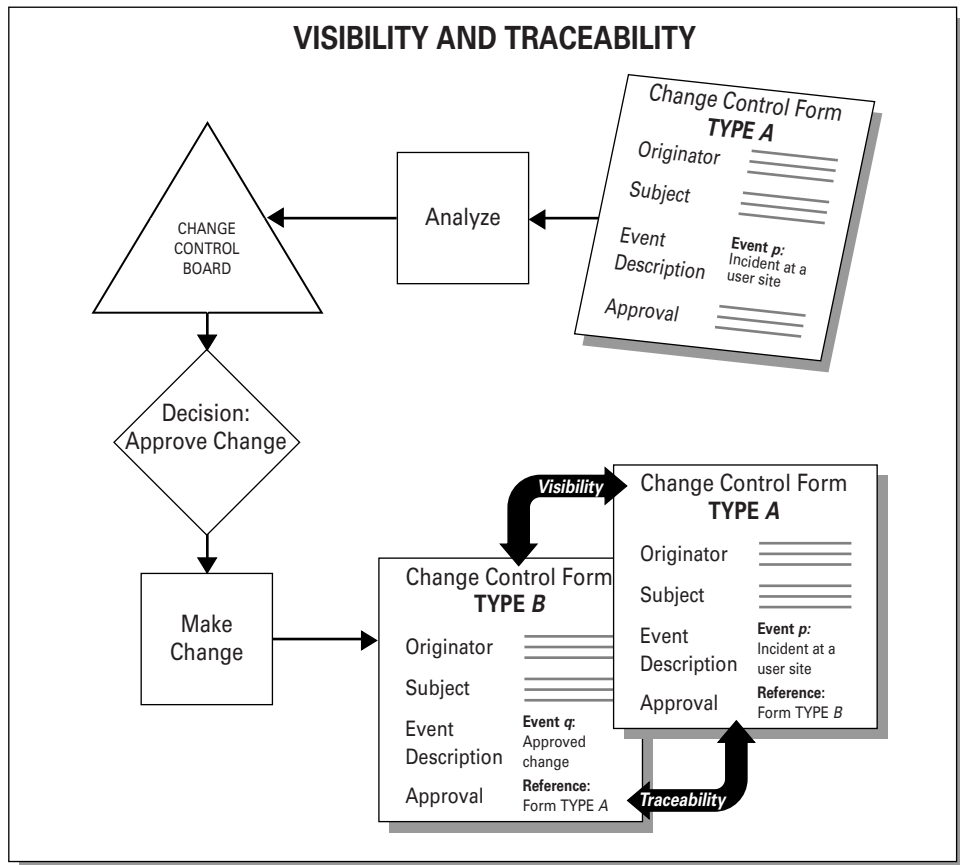 VISIBILITY AND TRACEABILITY
Change Control Form
TYPE A
Originator
Subject
Event
Description
Event p:
Incident at a
user site
Approval
Analyze
CHANGE
CONTROL
BOARD
Decision:
Approve Change
Make
Change
Visibility
Change Control Form
TYPE B
Originator
Subject
Event
Description
Event q:
Approved
change
Approval
Reference:
Form TYPE A
Change Control Form
TYPE A
Originator
Subject
Event
Description
Event p:
Incident at a
user site
Approval
Reference:
Form TYPE B
Traceability